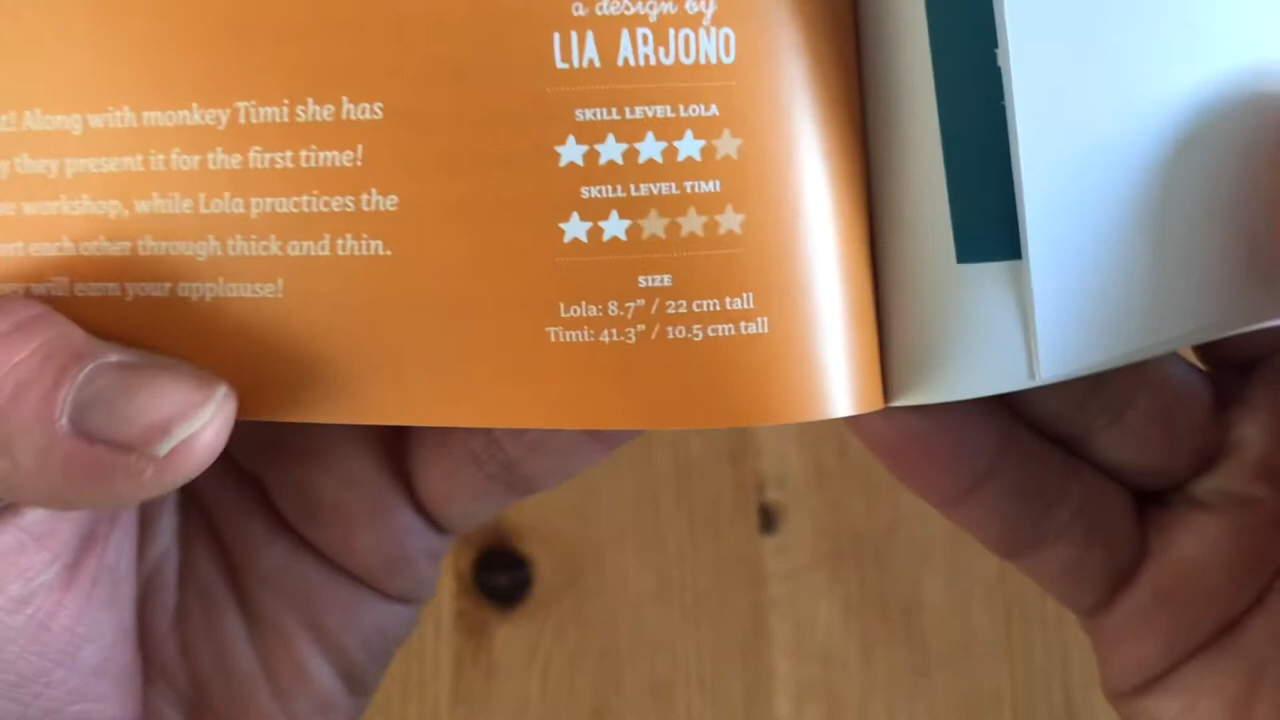 a design by
LIA ARJONO
t! Along with monkey Timi she has
y they present it for the first time!
workshop, while Lola practices the
each other through thick and thin.
will earn your applause!
SKILL LEVEL LOLA
SKILL LEVEL TIMI
SIZE
Lola: 8.7” / 22 cm tall
Timi: 41.3” / 10.5 cm tall